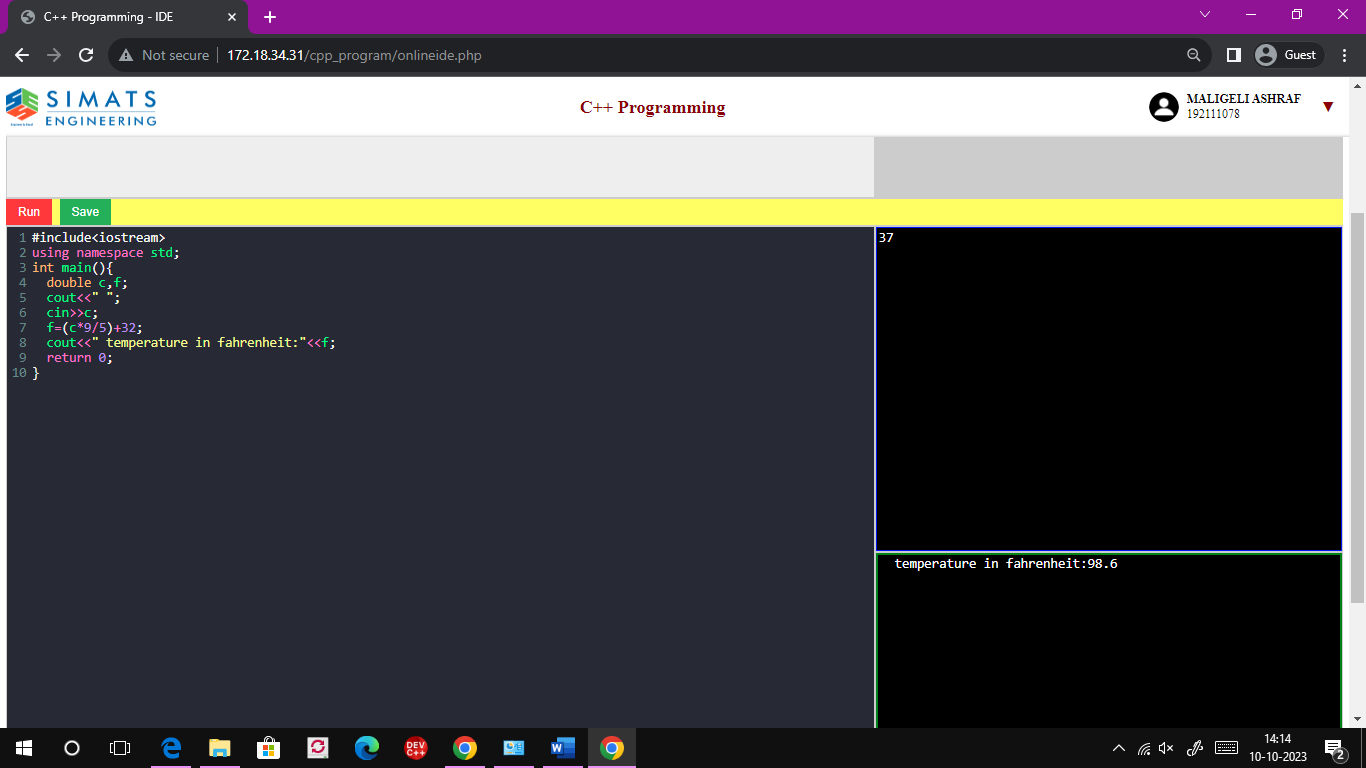 C++ Programming - IDE
Not secure 172.18.34.31/cpp_program/onlineide.php Guest
SIMATS
ENGINEERING
C++ Programming
MALIGELI ASHRAF
192111078
Run Save
1 #include<iostream>
2 using namespace std;
3 int main(){
4 double c,f;
5 cout<<" ";
6 cin>>c;
7 f=(c*9/5)+32;
8 cout<<" temperature in fahrenheit:"<<f;
9 return 0;
10 }
37
temperature in fahrenheit:98.6
DEV
C++
14:14
10-10-2023
2